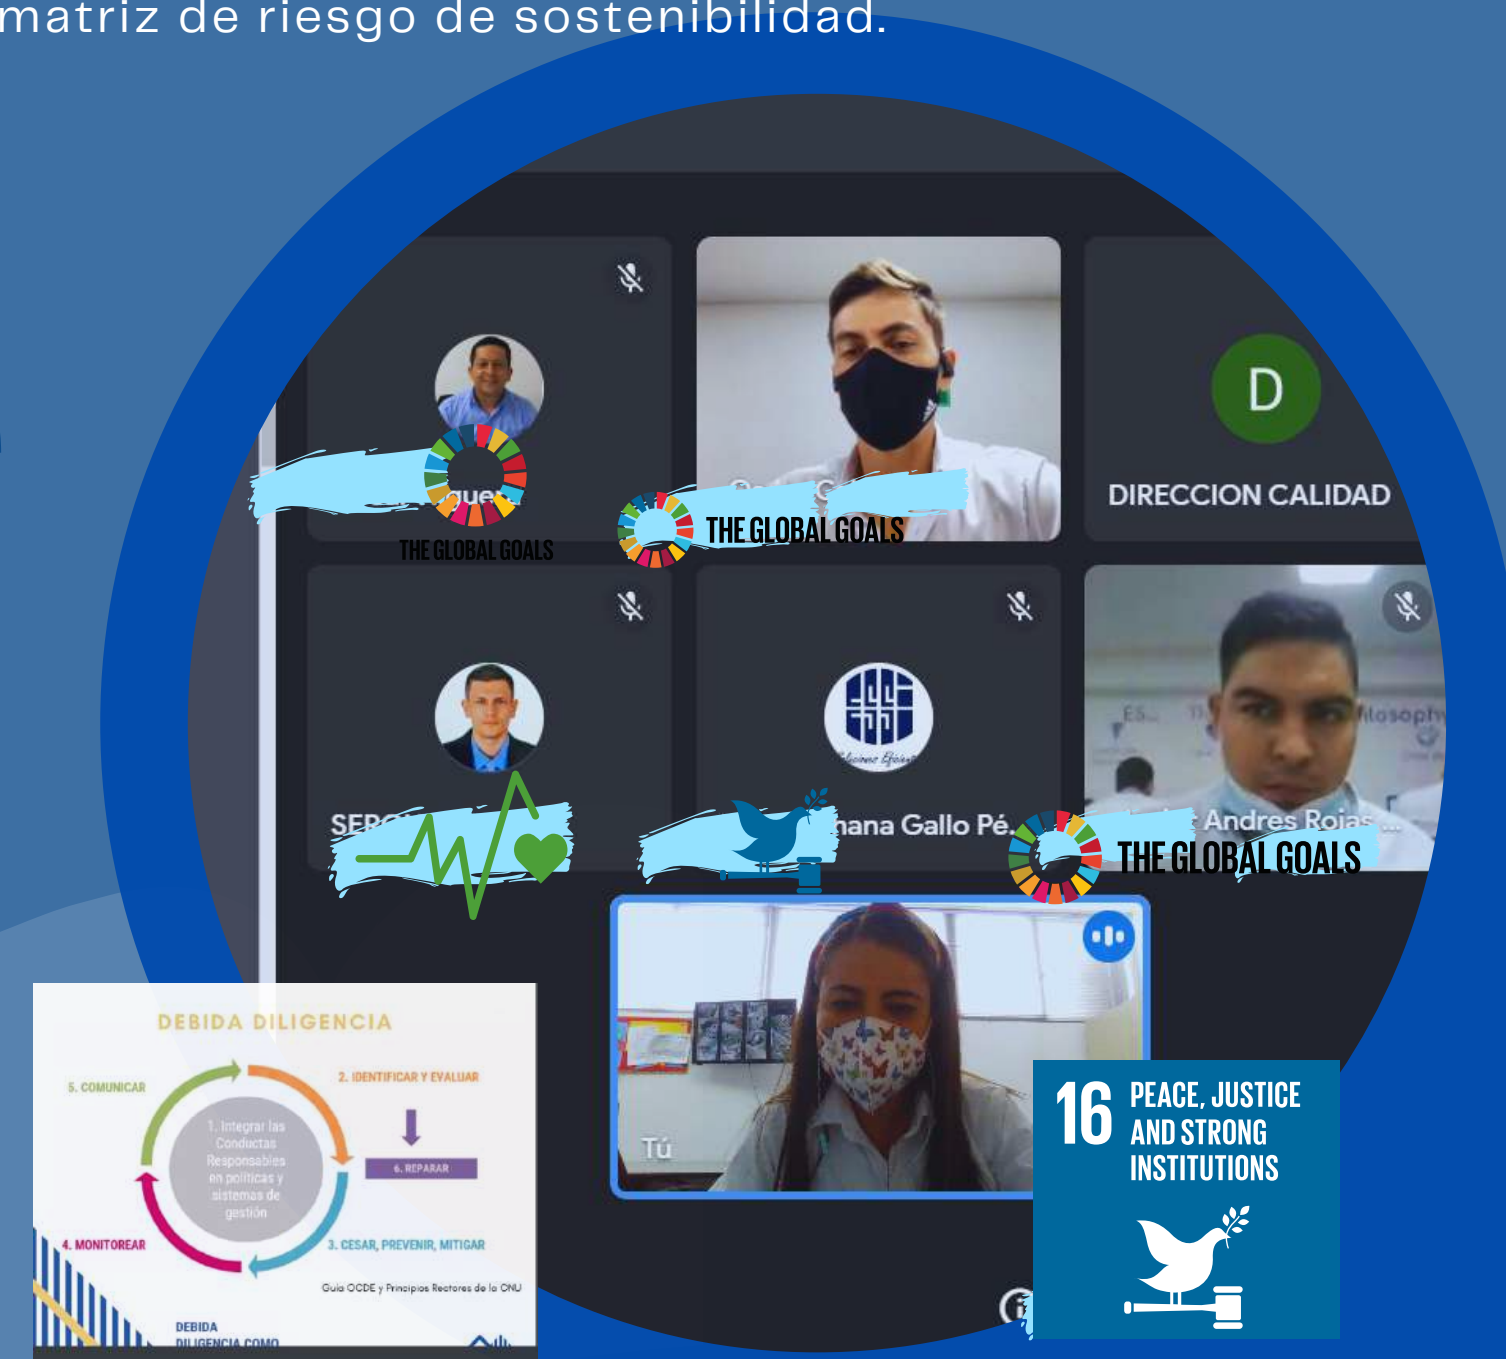 matriz de riesgo de sostenibilidad.
DIRECCION CALIDAD
D
THE GLOBAL GOALS
THE GLOBAL GOALS
Gallo Pé...
Andres Rojas ...
THE GLOBAL GOALS
Tú
DEBIDA DILIGENCIA
5. COMUNICAR
2. IDENTIFICAR Y EVALUAR
1. Integrar las
Conductas
Responsables
en políticas y
sistemas de
gestión
6. REPARAR
4. MONITOREAR
3. CESAR, PREVENIR, MITIGAR
Guía OCDE y Principios Rectores de la ONU
DEBIDA
DILIGENCIA COMO
16 PEACE, JUSTICE
AND STRONG
INSTITUTIONS